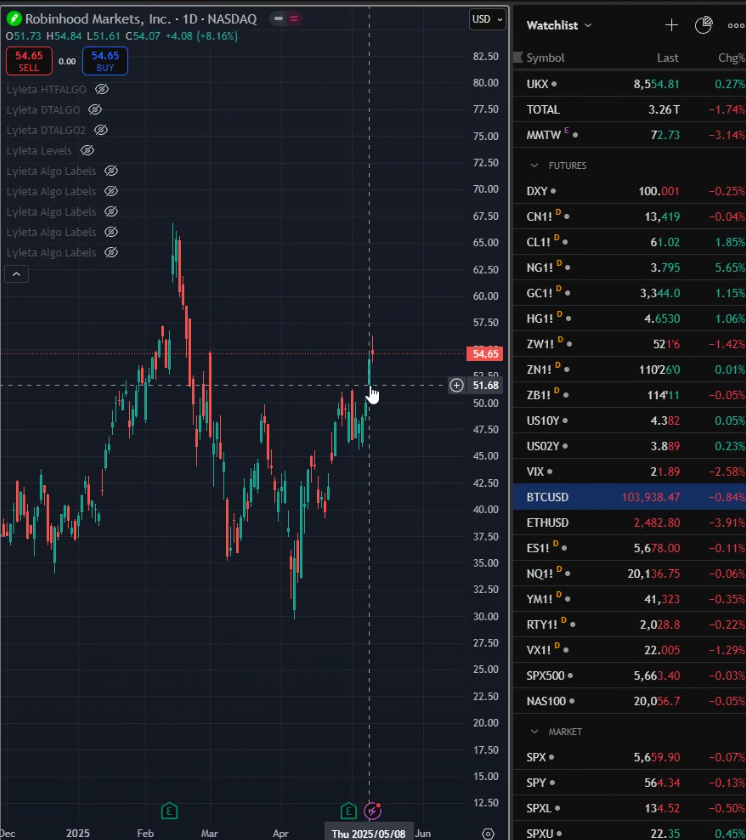 Robinhood Markets, Inc. · 1D · NASDAQ
O51.73 H54.84 L51.61 C54.07 +4.08 (+8.16%)
54.65
SELL
0.00
54.65
BUY
Lyieta HTFALGO
Lyieta DTALGO
Lyieta DTALGO2
Lyieta Levels
Lyieta Algo Labels
Lyieta Algo Labels
Lyieta Algo Labels
Lyieta Algo Labels
Lyieta Algo Labels
USD
82.50
80.00
77.50
75.00
72.50
70.00
67.50
65.00
62.50
60.00
57.50
54.65
51.68
50.00
47.50
45.00
42.50
40.00
37.50
35.00
32.50
30.00
27.50
25.00
22.50
20.00
17.50
15.00
12.50
E
E
Dec 2025 Feb Mar Apr Thu 2025/05/08 Jun
Watchlist
Symbol Last Chg%
UKX 8,554.81 0.27%
TOTAL 3.26 T −1.74%
MMTW E 72.73 −3.14%
FUTURES
DXY 100.001 −0.25%
CN1! D 13,419 −0.04%
CL1! D 61.02 1.85%
NG1! D 3.795 5.65%
GC1! D 3,344.0 1.15%
HG1! D 4.6530 1.06%
ZW1! D 521'6 −1.42%
ZN1! D 110'26'0 0.01%
ZB1! D 114'11 −0.05%
US10Y 4.382 0.05%
US02Y 3.889 0.23%
VIX 21.89 −2.58%
BTCUSD 103,938.47 −0.84%
ETHUSD 2,482.80 −3.91%
ES1! D 5,678.00 −0.11%
NQ1! D 20,136.75 −0.06%
YM1! D 41,323 −0.35%
RTY1! D 2,028.8 −0.22%
VX1! D 22.005 −1.29%
SPX500 5,663.40 −0.03%
NAS100 20,056.7 −0.05%
MARKET
SPX 5,659.90 −0.07%
SPY 564.34 −0.13%
SPXL 134.52 −0.50%
SPXU 22.35 0.45%